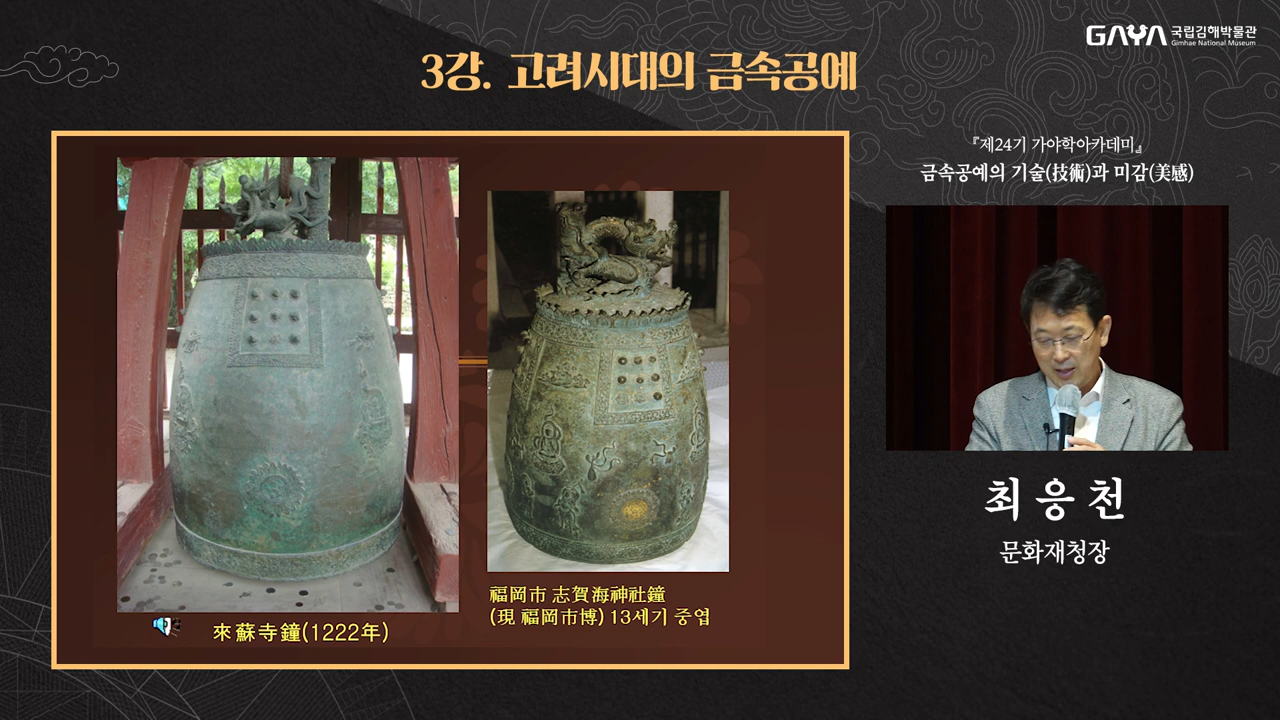 GAYA 국립김해박물관
Gimhae National Museum
3강. 고려시대의 금속공예
『제24기 가야학아카데미』
금속공예의 기술(技術)과 미감(美感)
최응천
문화재청장
福岡市 志賀海神社鐘
(現 福岡市博) 13세기 중엽
來蘇寺鐘(1222年)